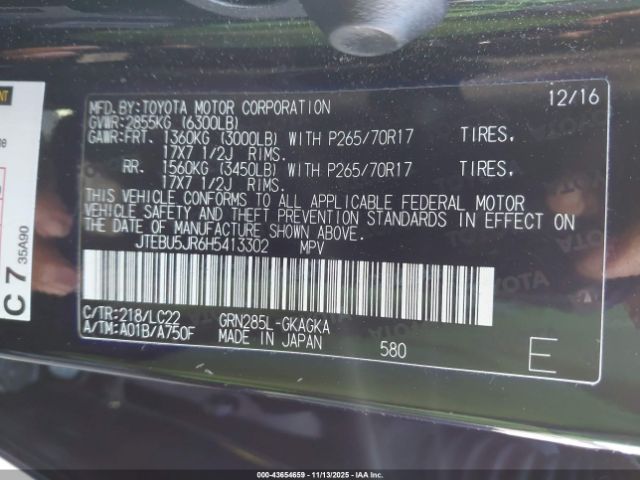 MFD. BY: TOYOTA MOTOR CORPORATION 12/16
GVWR: 2855KG (6300LB)
GAWR: FRT. 1360KG (3000LB) WITH P265/70R17 TIRES,
17X7 1/2J RIMS.
RR. 1560KG (3450LB) WITH P265/70R17 TIRES,
17X7 1/2J RIMS.
THIS VEHICLE CONFORMS TO ALL APPLICABLE FEDERAL MOTOR
VEHICLE SAFETY AND THEFT PREVENTION STANDARDS IN EFFECT ON
THE DATE OF MANUFACTURE SHOWN ABOVE.
JTEBU5JR6H5413302 MPV
C/TR: 218/LC22 GRN285L-GKAGKA
A/TM: A01B/A750F MADE IN JAPAN 580 E
C 7
35A90
000-43654659 - 11/13/2025 - IAA Inc.